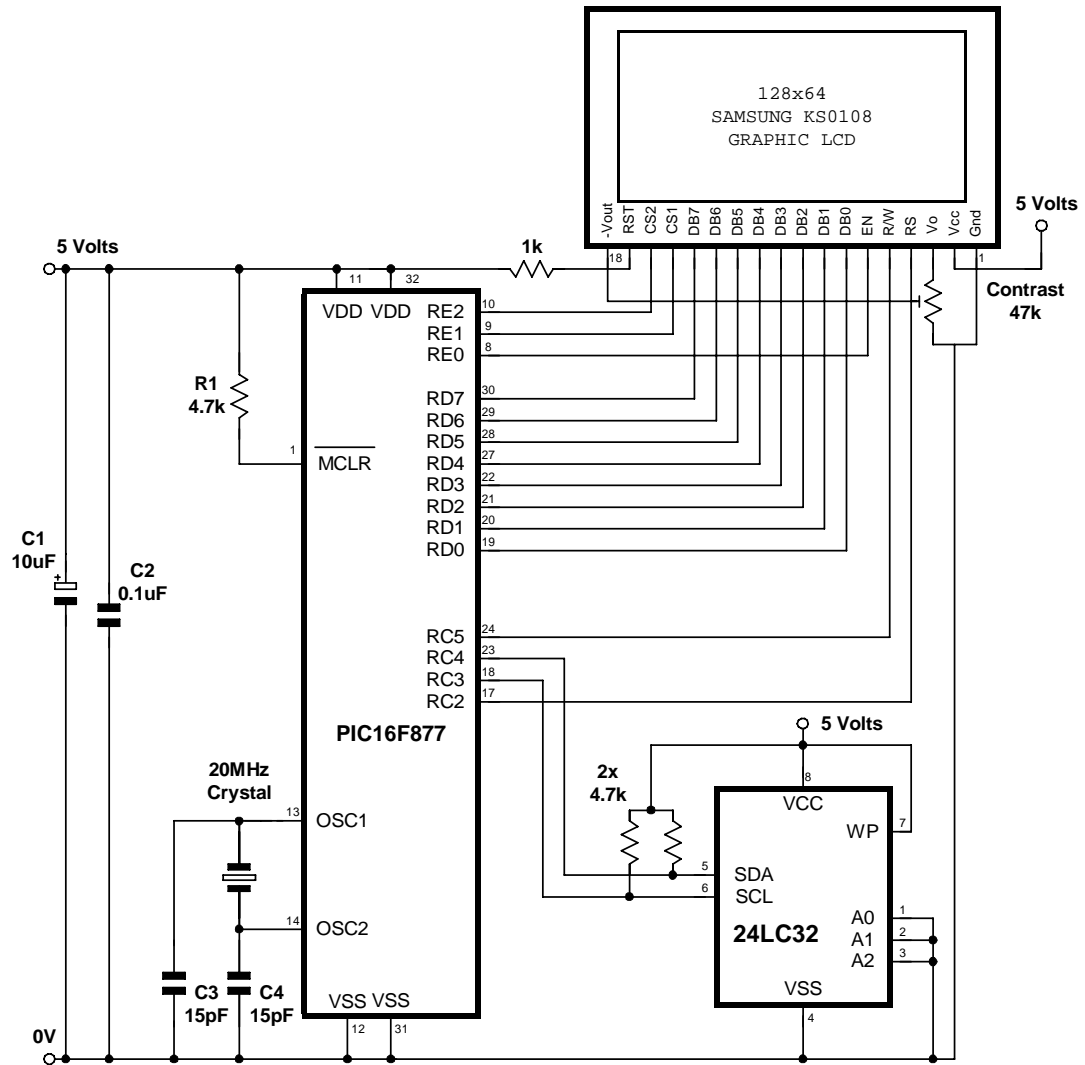 128x64
SAMSUNG KS0108
GRAPHIC LCD
-Vout
RST
CS2
CS1
DB7
DB6
DB5
DB4
DB3
DB2
DB1
DB0
EN
R/W
RS
Vo
Vcc
Gnd
18
1
5 Volts
Contrast
47k
5 Volts
1k
11
32
VDD VDD
RE2 10
RE1 9
RE0 8
RD7 30
RD6 29
RD5 28
RD4 27
RD3 22
RD2 21
RD1 20
RD0 19
R1
4.7k
1
MCLR
C1
10uF
+
C2
0.1uF
RC5 24
RC4 23
RC3 18
RC2 17
PIC16F877
20MHz
Crystal
13 OSC1
14 OSC2
C3
15pF
C4
15pF
VSS VSS
12
31
0V
5 Volts
2x
4.7k
8
VCC
WP 7
5 SDA
6 SCL
24LC32
A0 1
A1 2
A2 3
VSS
4